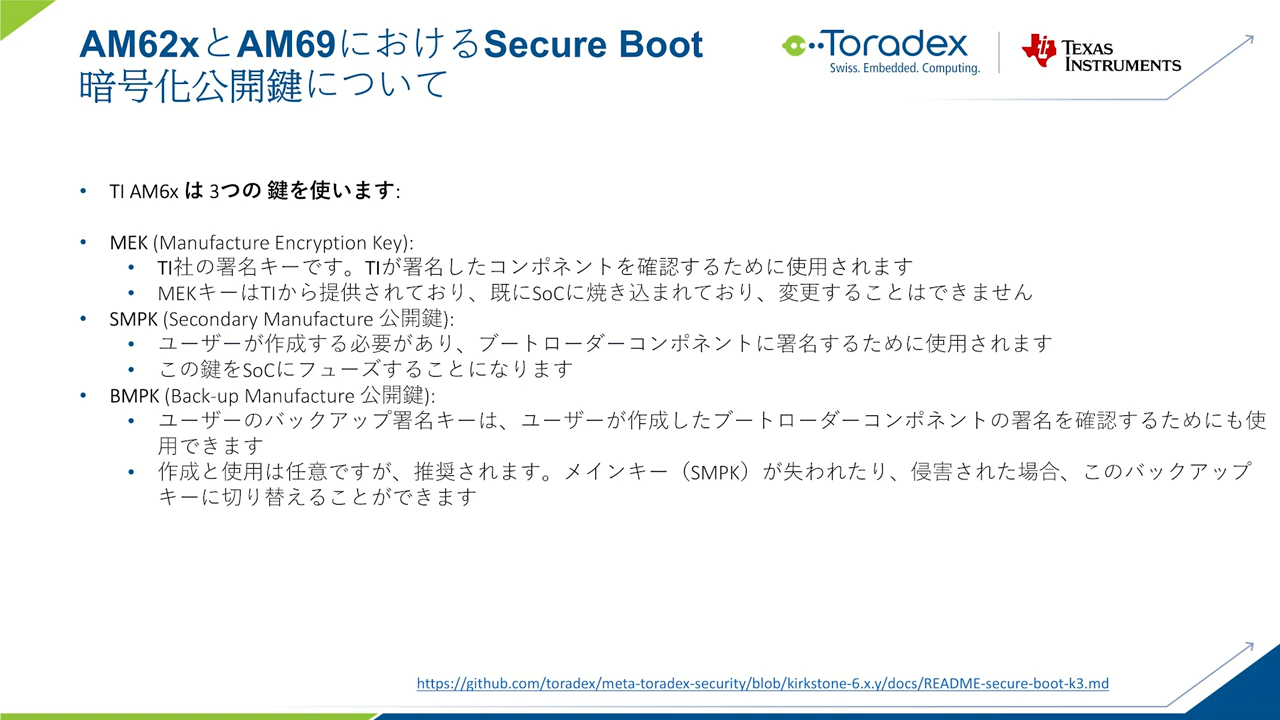 AM62xとAM69におけるSecure Boot
暗号化公開鍵について
Toradex
Swiss. Embedded. Computing.
TEXAS
INSTRUMENTS
• TI AM6x は 3つの 鍵を使います:
• MEK (Manufacture Encryption Key):
• TI社の署名キーです。TIが署名したコンポネントを確認するために使用されます
• MEKキーはTIから提供されており、既にSoCに焼き込まれており、変更することはできません
• SMPK (Secondary Manufacture 公開鍵):
• ユーザーが作成する必要があり、ブートローダーコンポネントに署名するために使用されます
• この鍵をSoCにフューズすることになります
• BMPK (Back-up Manufacture 公開鍵):
• ユーザーのバックアップ署名キーは、ユーザーが作成したブートローダーコンポネントの署名を確認するためにも使
用できます
• 作成と使用は任意ですが、推奨されます。メインキー（SMPK）が失われたり、侵害された場合、このバックアップ
キーに切り替えることができます
https://github.com/toradex/meta-toradex-security/blob/kirkstone-6.x.y/docs/README-secure-boot-k3.md